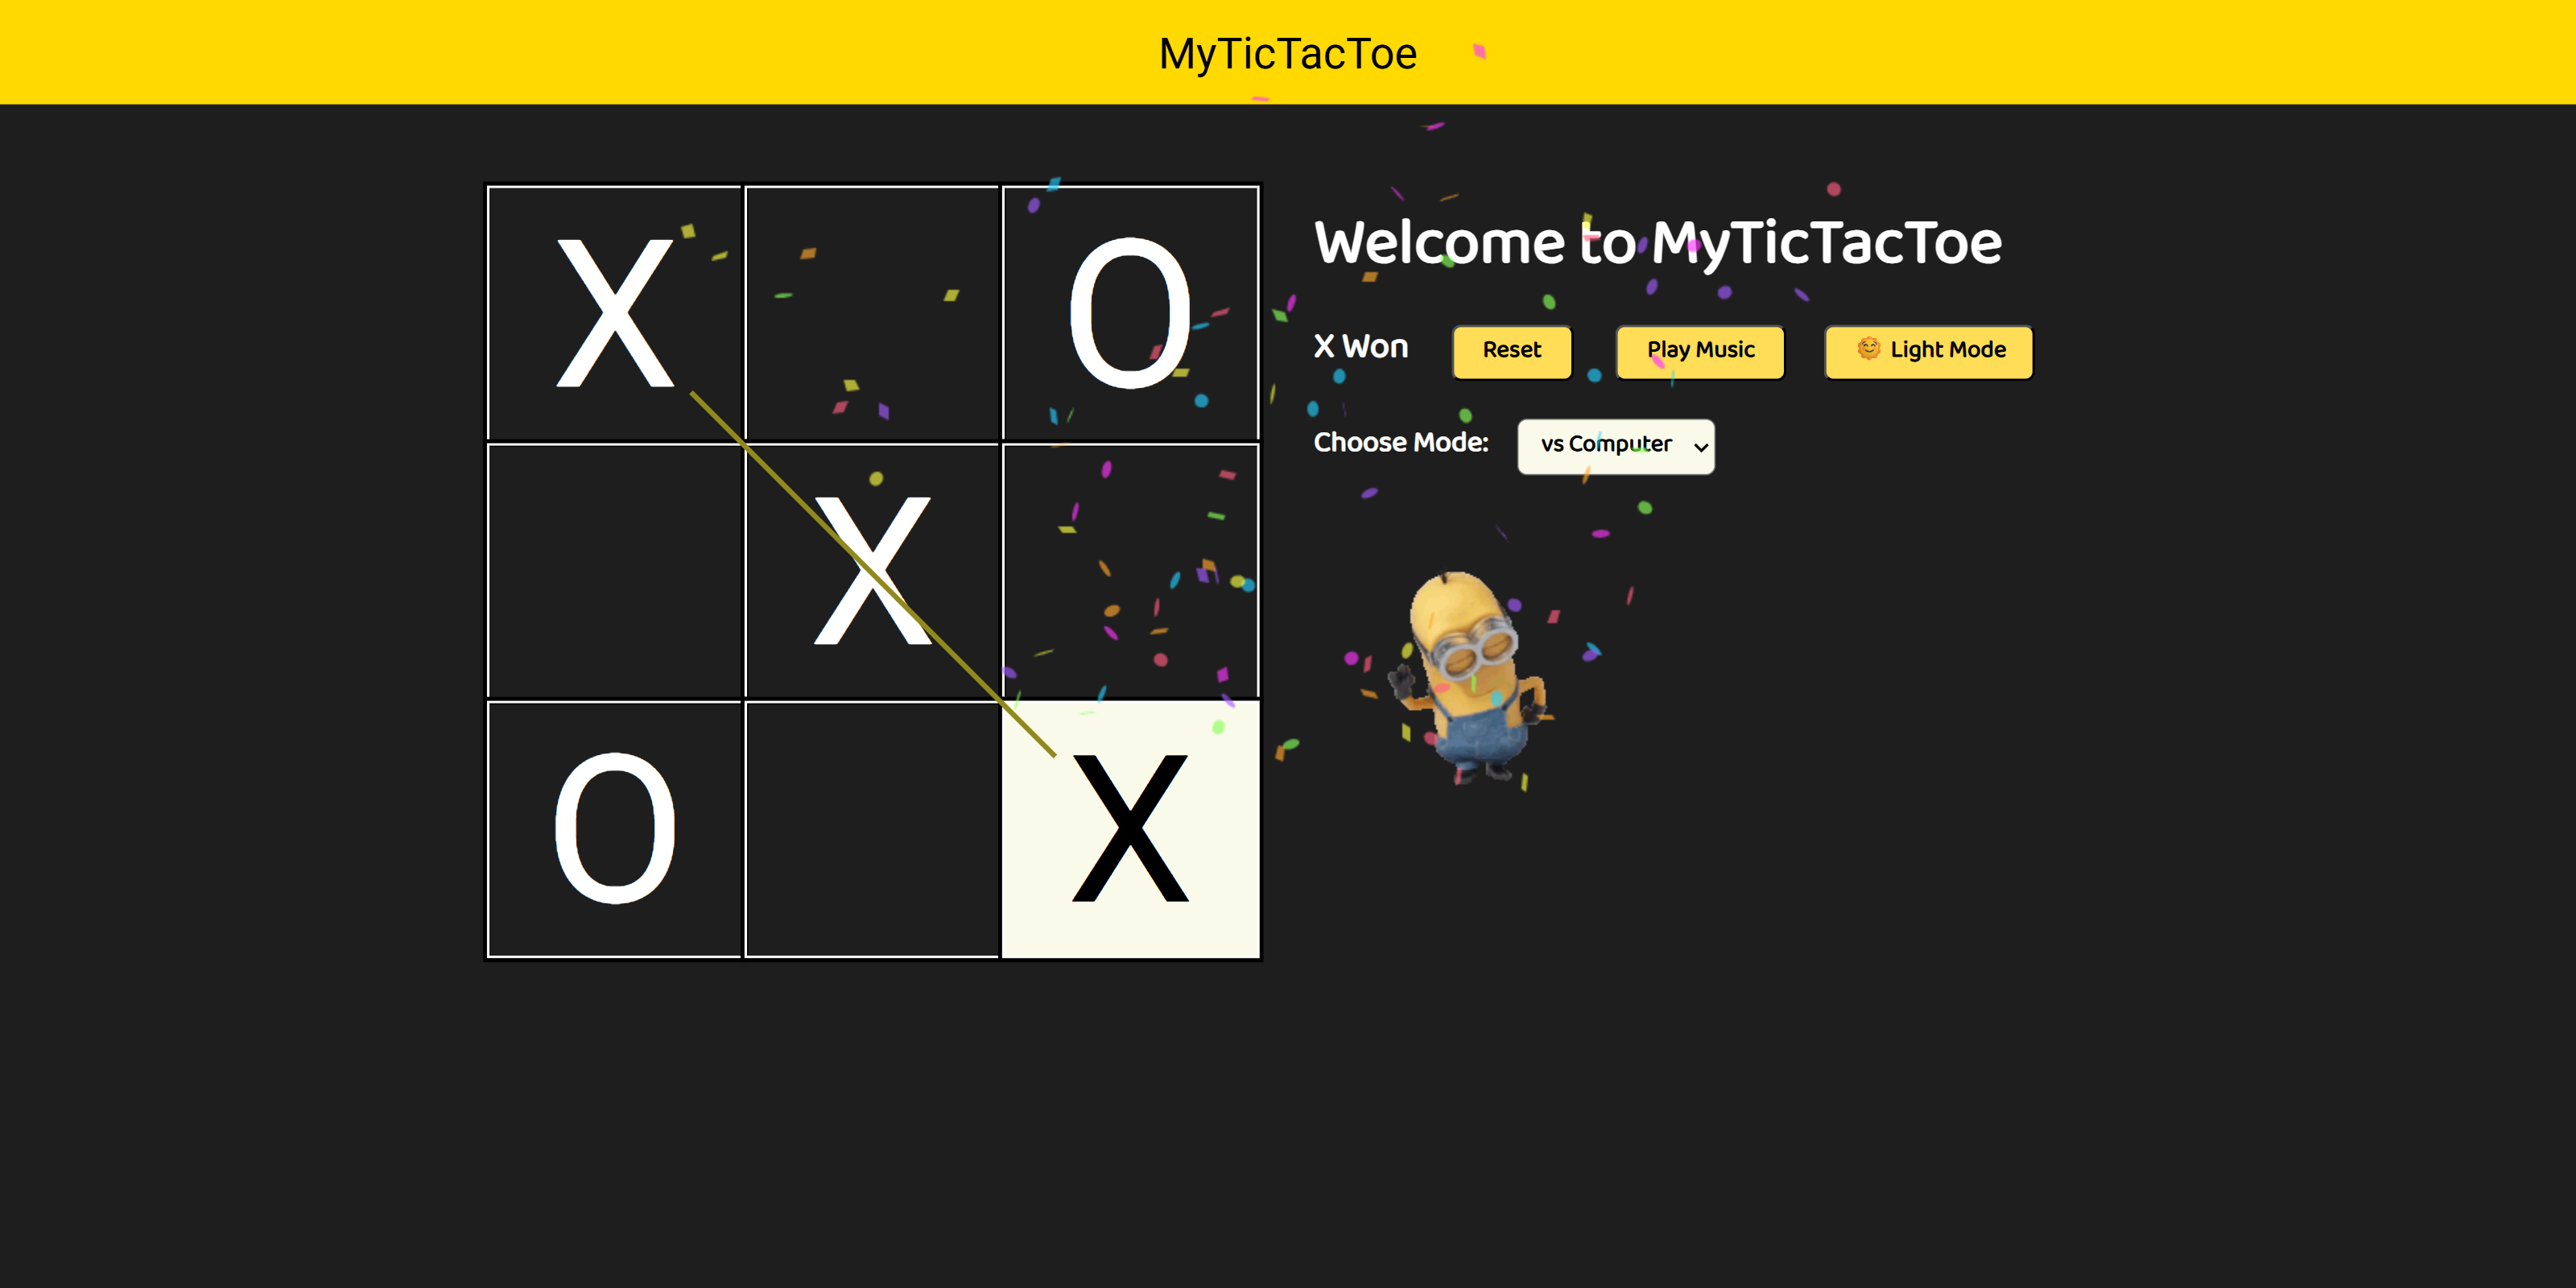 MyTicTacToe
X O
X
O X
Welcome to MyTicTacToe
X Won Reset Play Music 🌞 Light Mode
Choose Mode: vs Computer